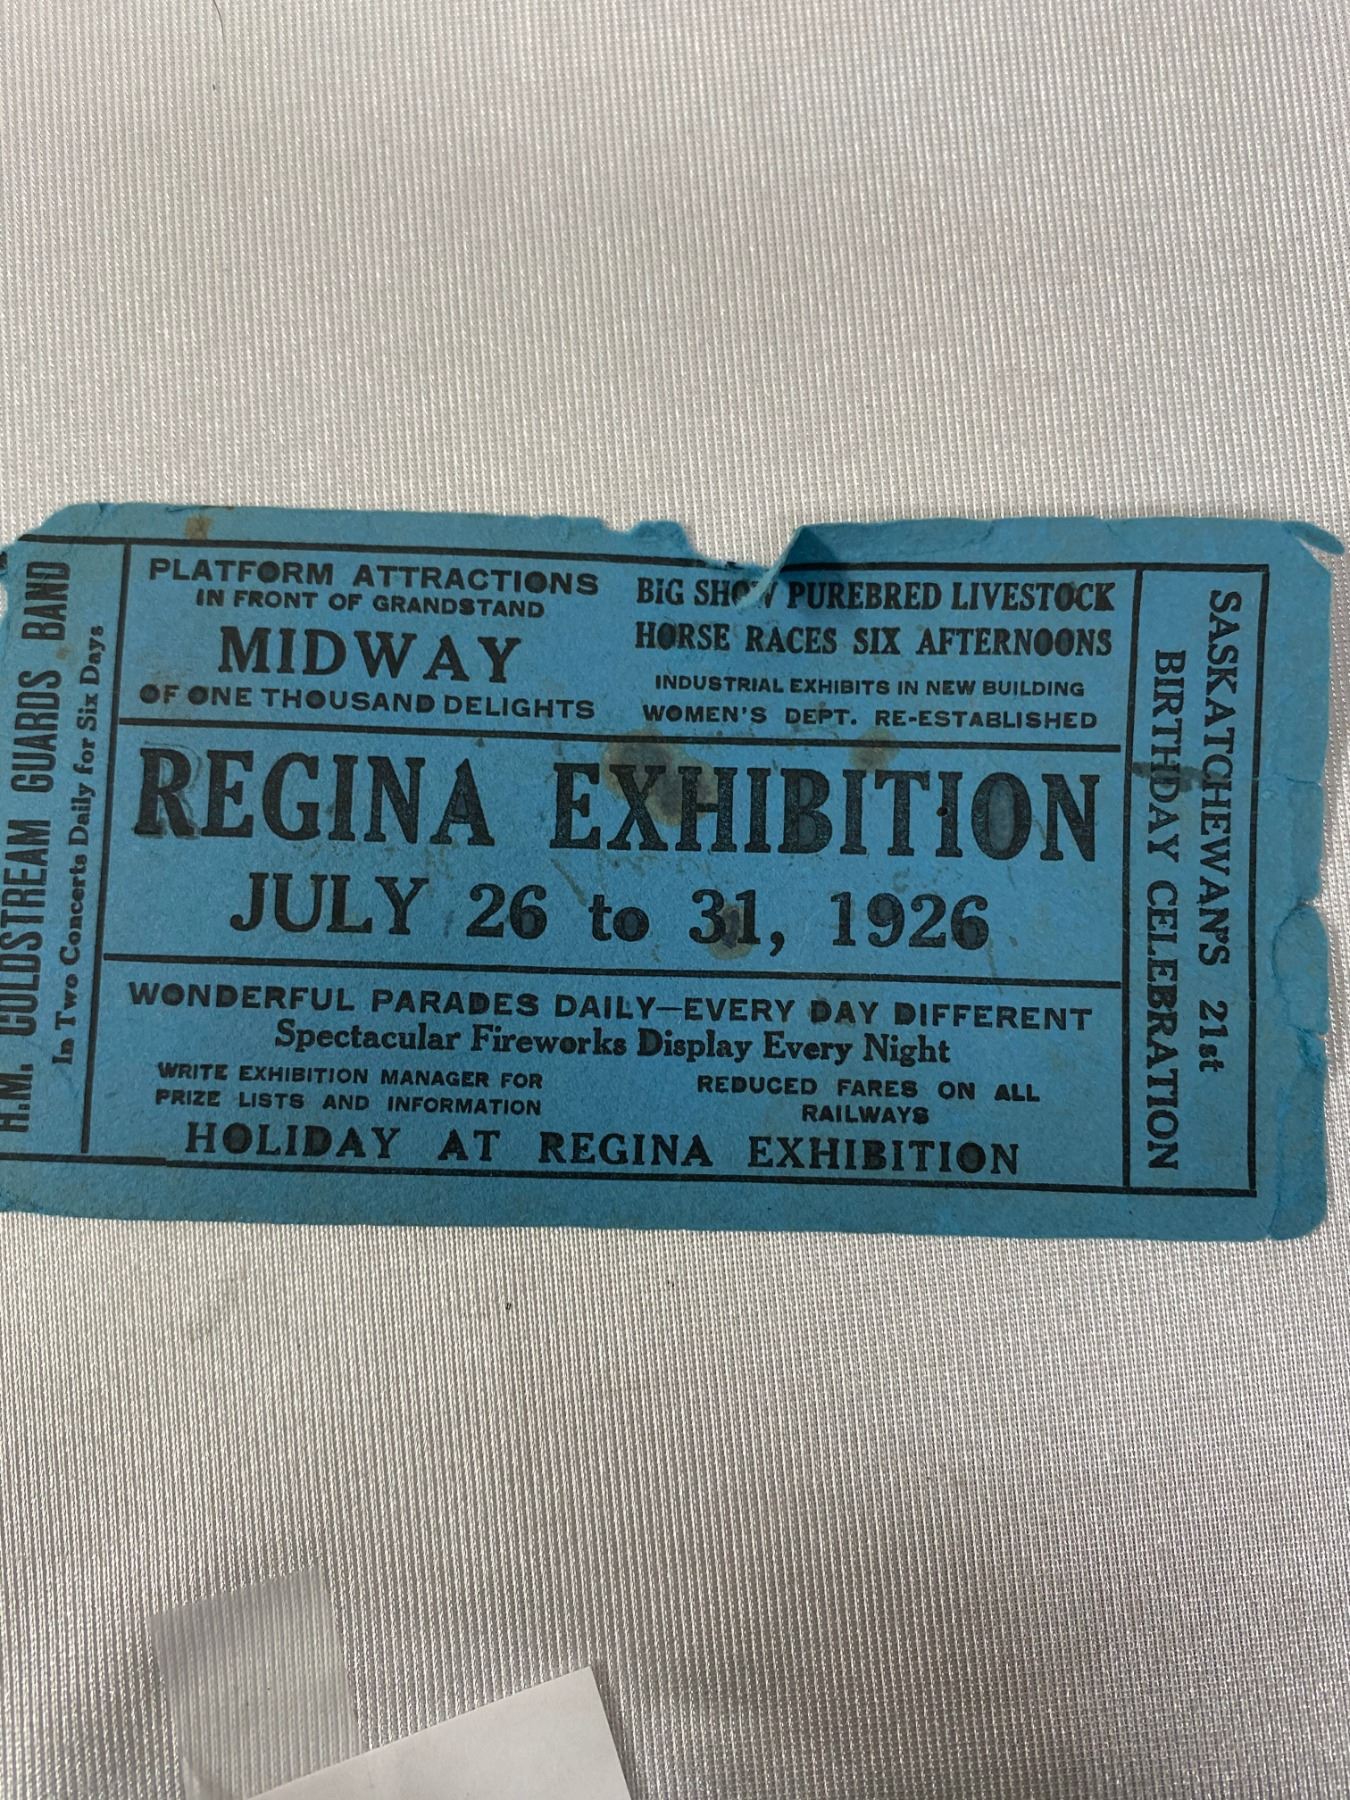 H.M. COLDSTREAM GUARDS BAND
In Two Concerts Daily for Six Days
PLATFORM ATTRACTIONS
IN FRONT OF GRANDSTAND
MIDWAY
OF ONE THOUSAND DELIGHTS
BIG SHOW PUREBRED LIVESTOCK
HORSE RACES SIX AFTERNOONS
INDUSTRIAL EXHIBITS IN NEW BUILDING
WOMEN'S DEPT. RE-ESTABLISHED
REGINA EXHIBITION
JULY 26 to 31, 1926
WONDERFUL PARADES DAILY—EVERY DAY DIFFERENT
Spectacular Fireworks Display Every Night
WRITE EXHIBITION MANAGER FOR
PRIZE LISTS AND INFORMATION
REDUCED FARES ON ALL
RAILWAYS
HOLIDAY AT REGINA EXHIBITION
SASKATCHEWAN'S 21st
BIRTHDAY CELEBRATION